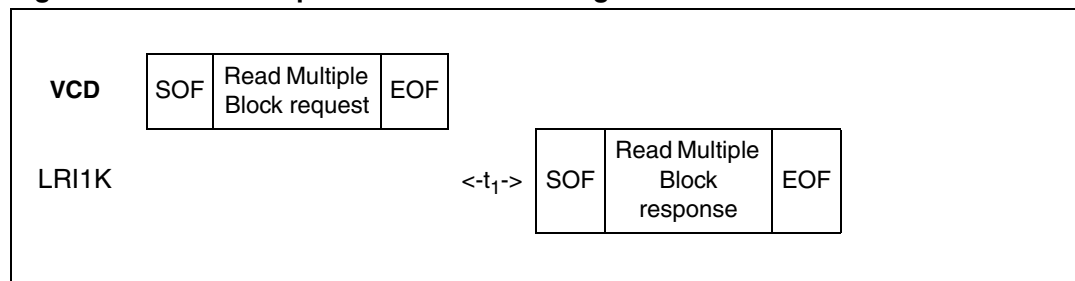 VCD
SOF
Read Multiple
Block request
EOF
LRI1K
<-t1->
SOF
Read Multiple
Block
response
EOF